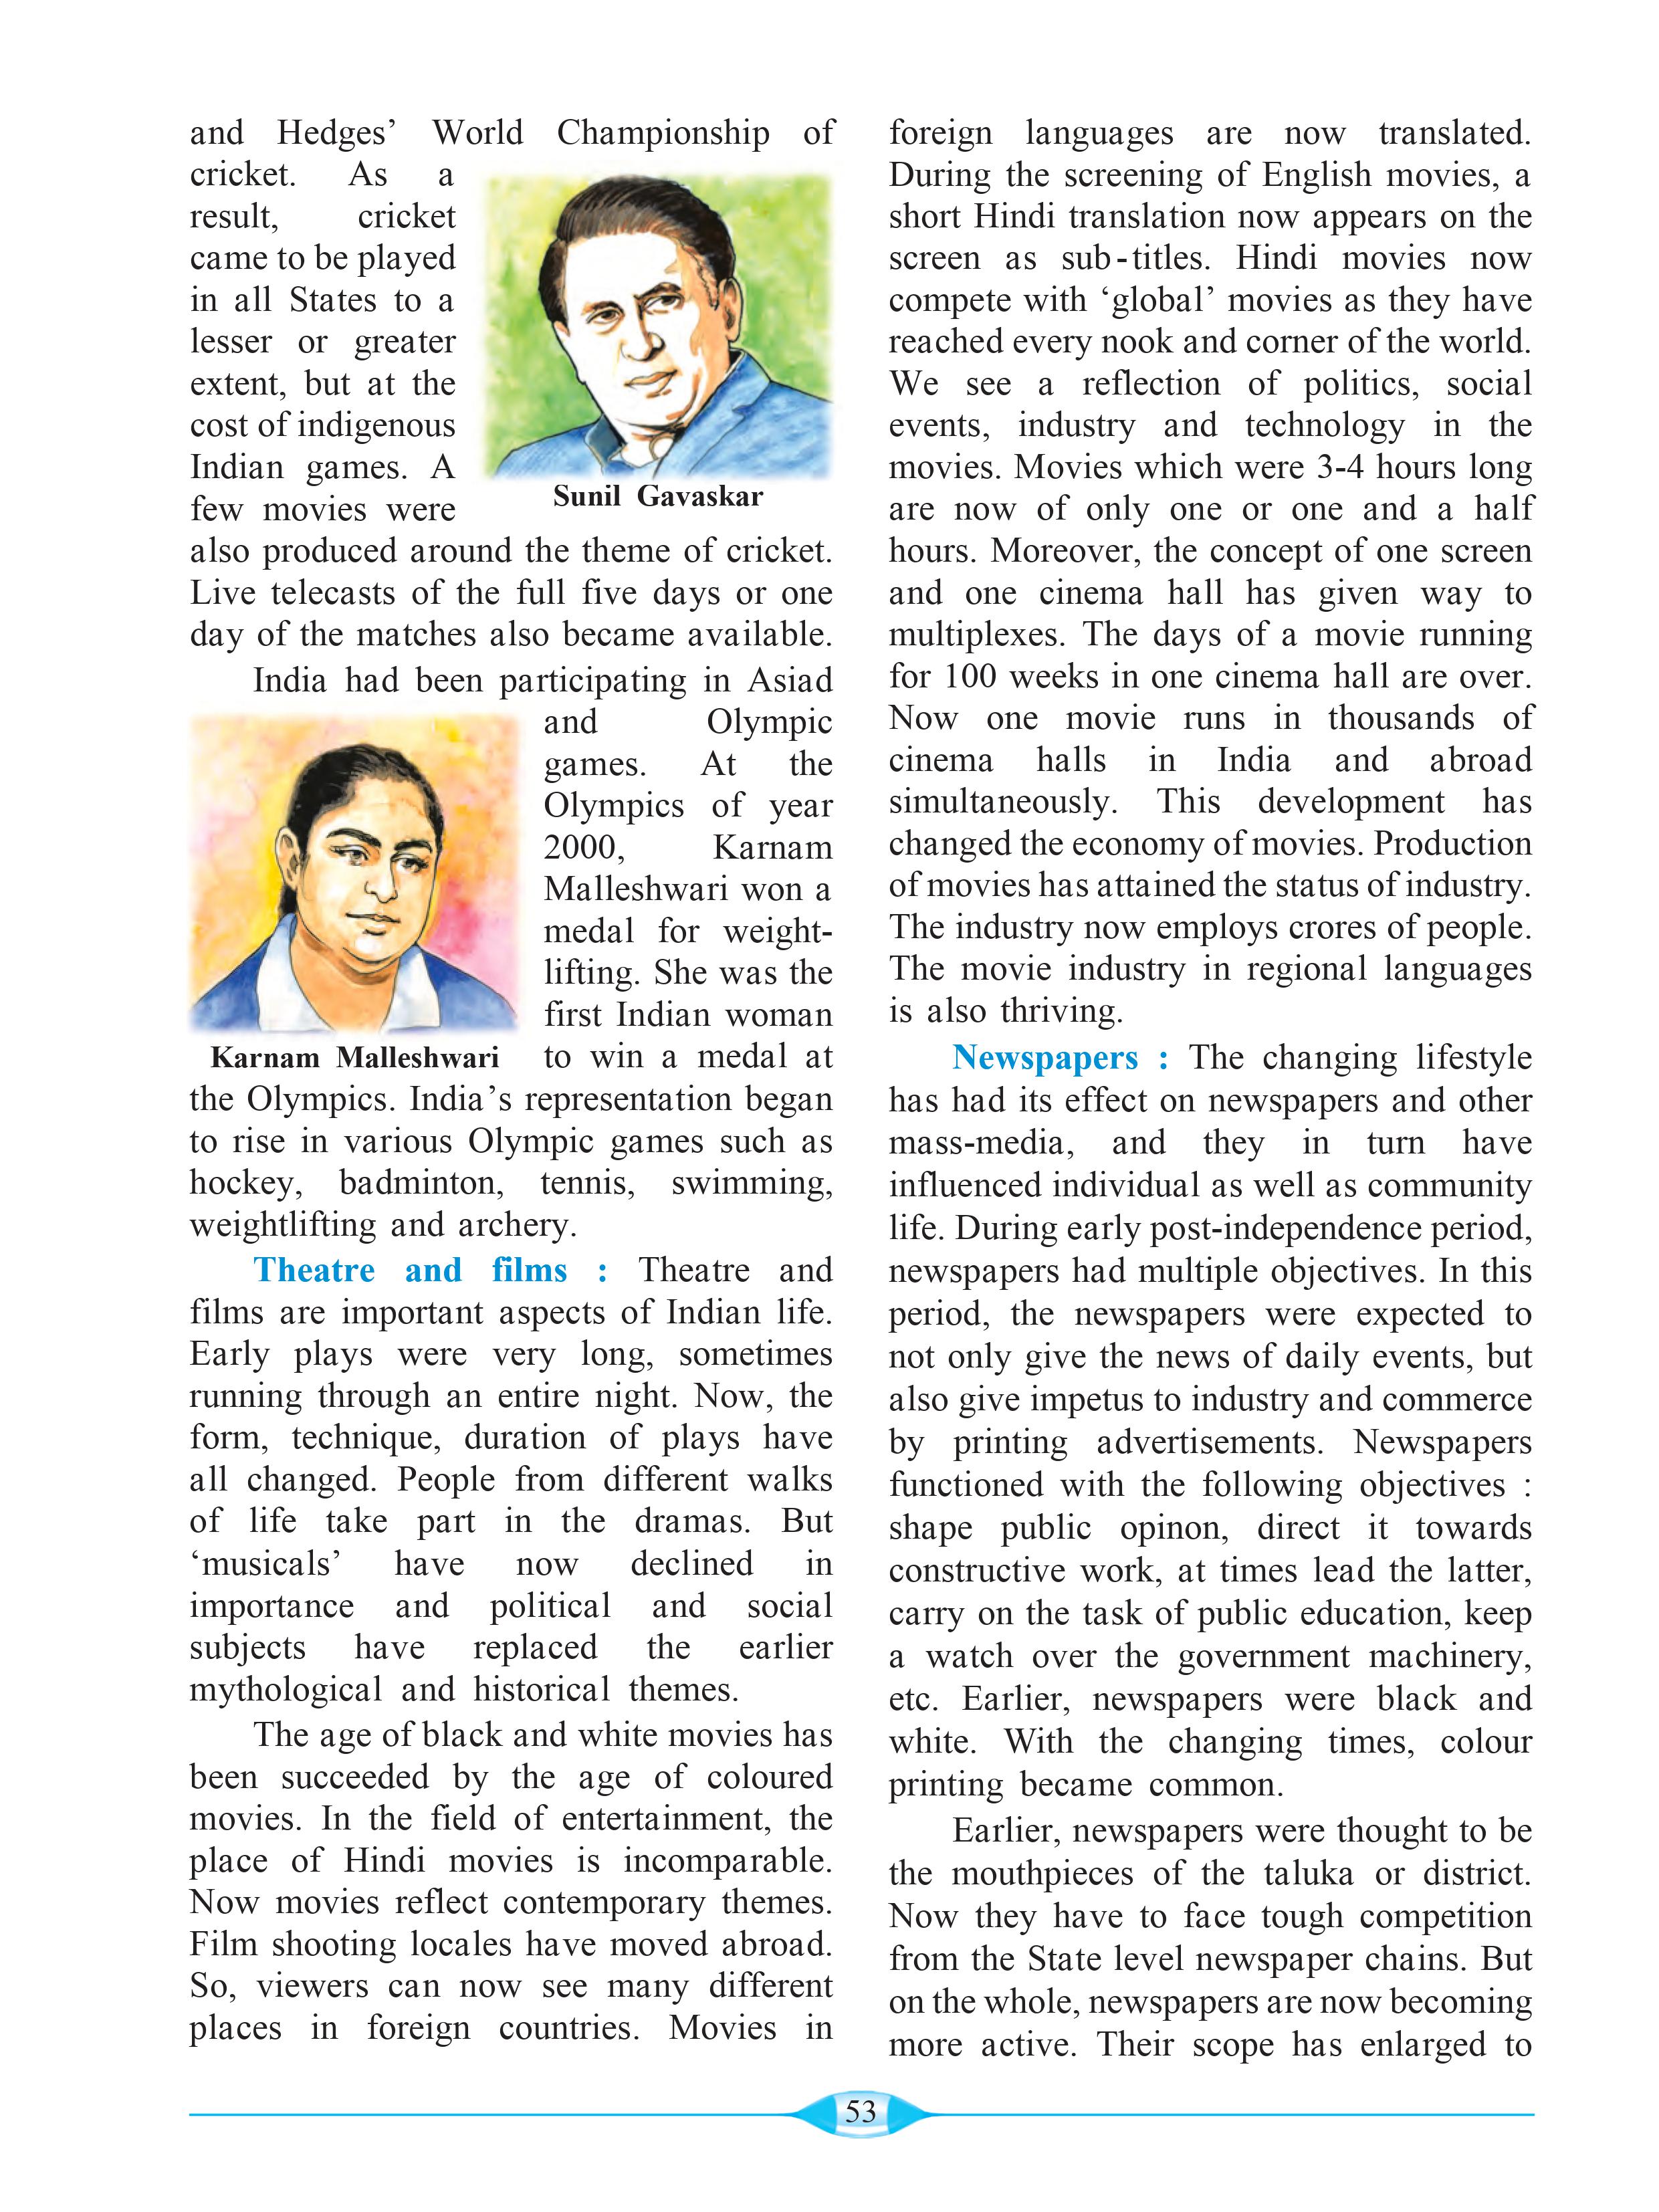 and Hedges’ World Championship of
cricket. As a
result, cricket
came to be played
in all States to a
lesser or greater
extent, but at the
cost of indigenous
Indian games. A
few movies were
Sunil Gavaskar
also produced around the theme of cricket.
Live telecasts of the full five days or one
day of the matches also became available.
India had been participating in Asiad
and Olympic
games. At the
Olympics of year
2000, Karnam
Malleshwari won a
medal for weight-
lifting. She was the
first Indian woman
to win a medal at
Karnam Malleshwari
the Olympics. India’s representation began
to rise in various Olympic games such as
hockey, badminton, tennis, swimming,
weightlifting and archery.
Theatre and films : Theatre and
films are important aspects of Indian life.
Early plays were very long, sometimes
running through an entire night. Now, the
form, technique, duration of plays have
all changed. People from different walks
of life take part in the dramas. But
‘musicals’ have now declined in
importance and political and social
subjects have replaced the earlier
mythological and historical themes.
The age of black and white movies has
been succeeded by the age of coloured
movies. In the field of entertainment, the
place of Hindi movies is incomparable.
Now movies reflect contemporary themes.
Film shooting locales have moved abroad.
So, viewers can now see many different
places in foreign countries. Movies in
foreign languages are now translated.
During the screening of English movies, a
short Hindi translation now appears on the
screen as sub-titles. Hindi movies now
compete with ‘global’ movies as they have
reached every nook and corner of the world.
We see a reflection of politics, social
events, industry and technology in the
movies. Movies which were 3-4 hours long
are now of only one or one and a half
hours. Moreover, the concept of one screen
and one cinema hall has given way to
multiplexes. The days of a movie running
for 100 weeks in one cinema hall are over.
Now one movie runs in thousands of
cinema halls in India and abroad
simultaneously. This development has
changed the economy of movies. Production
of movies has attained the status of industry.
The industry now employs crores of people.
The movie industry in regional languages
is also thriving.
Newspapers : The changing lifestyle
has had its effect on newspapers and other
mass-media, and they in turn have
influenced individual as well as community
life. During early post-independence period,
newspapers had multiple objectives. In this
period, the newspapers were expected to
not only give the news of daily events, but
also give impetus to industry and commerce
by printing advertisements. Newspapers
functioned with the following objectives :
shape public opinon, direct it towards
constructive work, at times lead the latter,
carry on the task of public education, keep
a watch over the government machinery,
etc. Earlier, newspapers were black and
white. With the changing times, colour
printing became common.
Earlier, newspapers were thought to be
the mouthpieces of the taluka or district.
Now they have to face tough competition
from the State level newspaper chains. But
on the whole, newspapers are now becoming
more active. Their scope has enlarged to
53